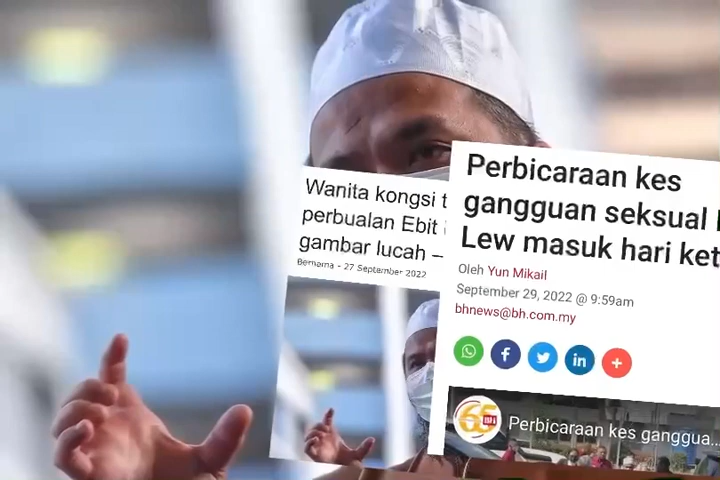 Wanita kongsi
perbualan Ebit
gambar lucah –
Bernama - 27 September 2022
Perbicaraan kes
gangguan seksual
Lew masuk hari
Oleh Yun Mikail
September 29, 2022 @ 9:59am
bhnews@bh.com.my
65
Perbicaraan kes ganggua...